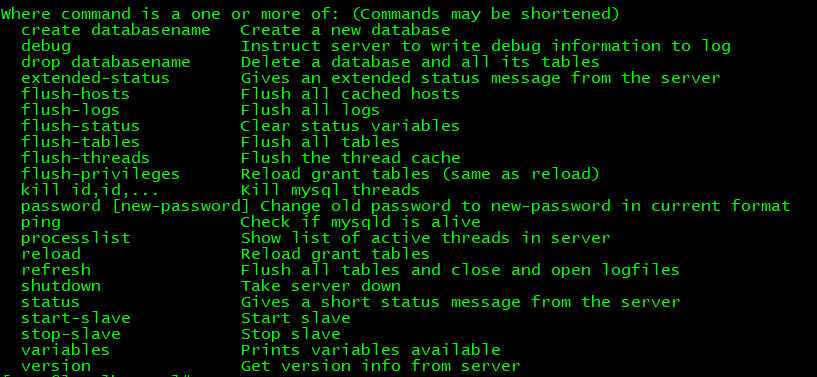 Where command is a one or more of: (Commands may be shortened)
create databasename   Create a new database
debug                 Instruct server to write debug information to log
drop databasename     Delete a database and all its tables
extended-status       Gives an extended status message from the server
flush-hosts           Flush all cached hosts
flush-logs            Flush all logs
flush-status          Clear status variables
flush-tables          Flush all tables
flush-threads         Flush the thread cache
flush-privileges      Reload grant tables (same as reload)
kill id,id,...        Kill mysql threads
password [new-password] Change old password to new-password in current format
ping                  Check if mysqld is alive
processlist           Show list of active threads in server
reload                Reload grant tables
refresh               Flush all tables and close and open logfiles
shutdown              Take server down
status                Gives a short status message from the server
start-slave           Start slave
stop-slave            Stop slave
variables             Prints variables available
version               Get version info from server